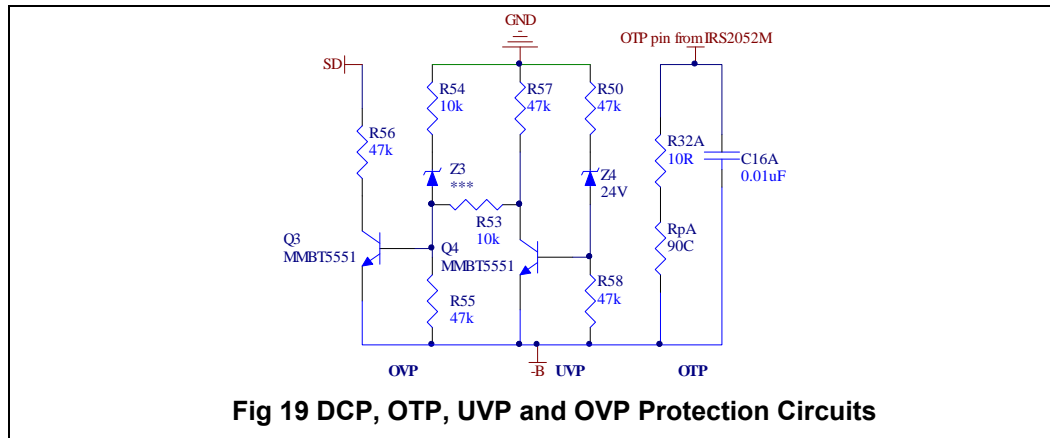 GND
OTP pin from IRS2052M
SD
R54
10k
R57
47k
R50
47k
R56
47k
R32A
10R
C16A
0.01uF
Z3
***
Z4
24V
R53
10k
RpA
90C
Q3
MMBT5551
Q4
MMBT5551
R55
47k
R58
47k
OVP
-B
UVP
OTP
Fig 19 DCP, OTP, UVP and OVP Protection Circuits